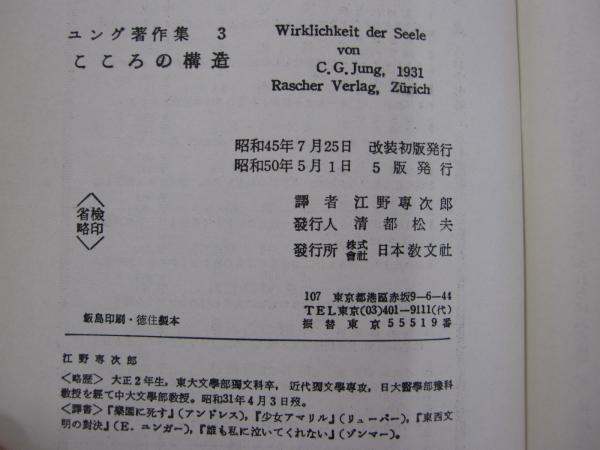 ユング著作集 3
こころの構造
Wirklichkeit der Seele
von
C.G.Jung, 1931
Rascher Verlag, Zürich
昭和45年7月25日 改装初版発行
昭和50年5月1日 5版発行
〈検印省略〉
譯者 江野專次郎
發行人 清都松夫
發行所 株式會社 日本教文社
107 東京都港區赤坂9-6-44
TEL東京(03)401-9111(代)
振替東京55519番
飯島印刷・徳住製本
江野専次郎
〈略歴〉 大正2年生，東大文學部獨文科卒，近代獨文學専攻，日大醫學部豫科
教授を經て中大文學部教授。昭和31年4月3日歿。
〈譯書〉『樂園に死す』(アンドレス)，『少女アマリル』(リューバー)，『東西文
明の對決』(E. ユンガー)，『誰も私に泣いてくれない』(ゾンマー)。